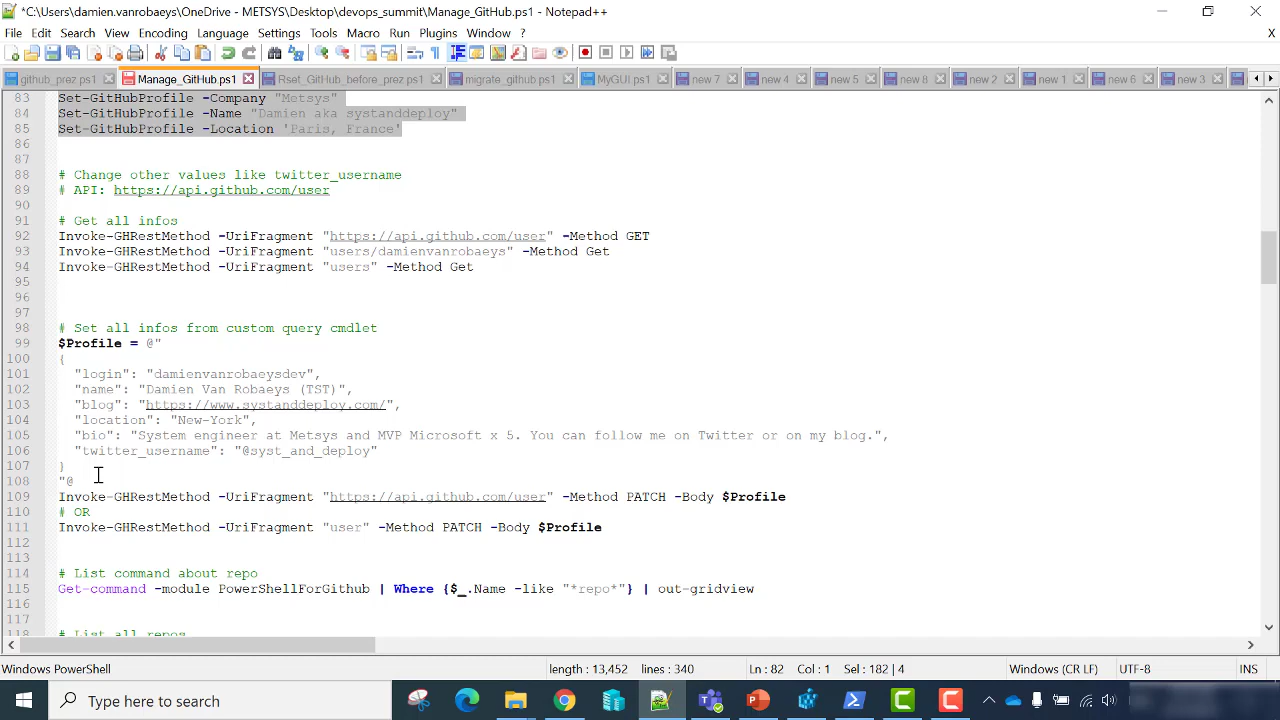 *C:\Users\damien.vanrobaeys\OneDrive - METSYS\Desktop\devops_summit\Manage_GitHub.ps1 - Notepad++
File Edit Search View Encoding Language Settings Tools Macro Run Plugins Window ? X
github_prez.ps1 Manage_GitHub.ps1 Rset_GitHub_before_prez.ps1 migrate_github.ps1 MyGUI.ps1 new 7 new 4 new 5 new 8 new 2 new 1 new 6 new 3
83 Set-GitHubProfile -Company "Metsys"
84 Set-GitHubProfile -Name "Damien aka systanddeploy"
85 Set-GitHubProfile -Location 'Paris, France'
86
87
88 # Change other values like twitter_username
89 # API: https://api.github.com/user
90
91 # Get all infos
92 Invoke-GHRestMethod -UriFragment "https://api.github.com/user" -Method GET
93 Invoke-GHRestMethod -UriFragment "users/damienvanrobaeys" -Method Get
94 Invoke-GHRestMethod -UriFragment "users" -Method Get
95
96
97
98 # Set all infos from custom query cmdlet
99 $Profile = @"
100 {
101 "login": "damienvanrobaeysdev",
102 "name": "Damien Van Robaeys (TST)",
103 "blog": "https://www.systanddeploy.com/",
104 "location": "New-York",
105 "bio": "System engineer at Metsys and MVP Microsoft x 5. You can follow me on Twitter or on my blog.",
106 "twitter_username": "@syst_and_deploy"
107 }
108 "@
109 Invoke-GHRestMethod -UriFragment "https://api.github.com/user" -Method PATCH -Body $Profile
110 # OR
111 Invoke-GHRestMethod -UriFragment "user" -Method PATCH -Body $Profile
112
113
114 # List command about repo
115 Get-command -module PowerShellForGithub | Where {$_.Name -like "*repo*"} | out-gridview
116
117
118 # List all repos
Windows PowerShell length : 13,452 lines : 340 Ln : 82 Col : 1 Sel : 182 | 4 Windows (CR LF) UTF-8 INS
Type here to search